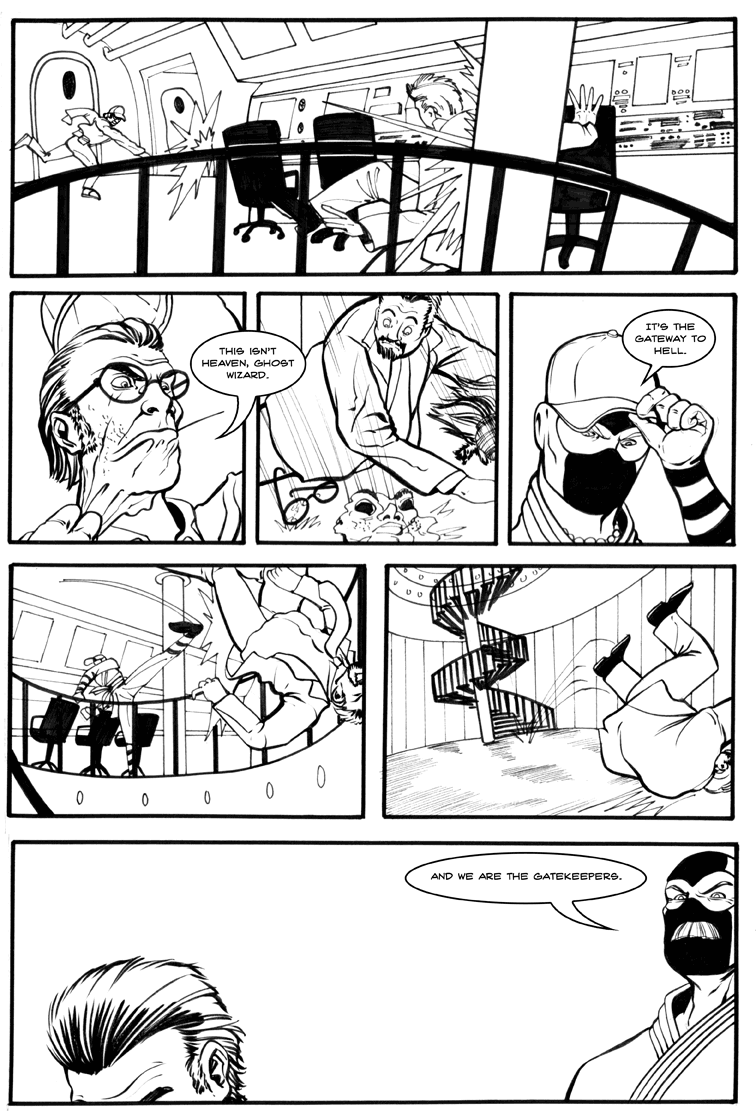 THIS ISN'T
HEAVEN, GHOST
WIZARD.
IT'S THE
GATEWAY TO
HELL.
AND WE ARE THE GATEKEEPERS.